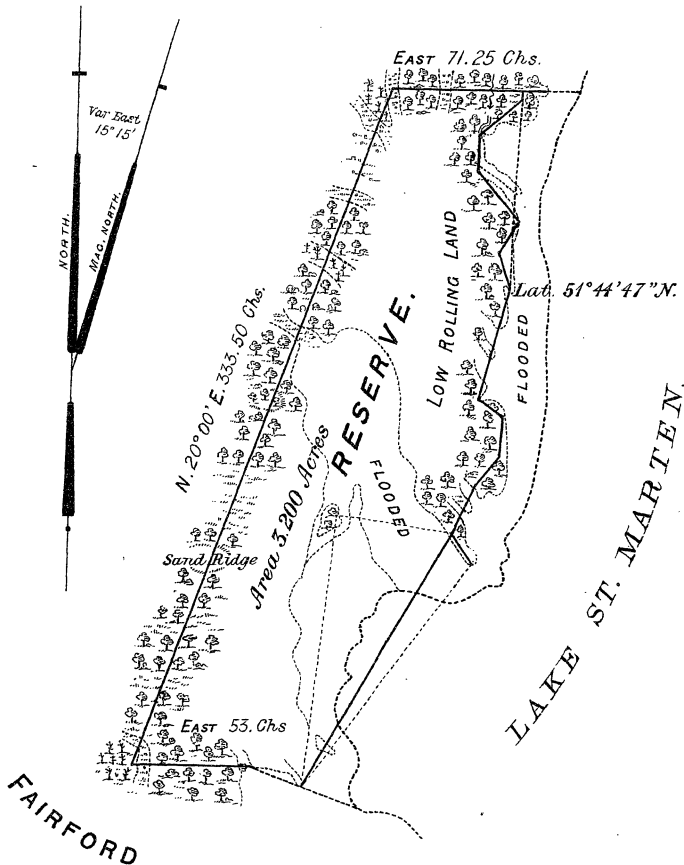 EAST 71.25 Chs.
Var East
15° 15'
NORTH.
MAG. NORTH.
LOW ROLLING LAND
Lat. 51° 44' 47" N.
FLOODED
N. 20° 00' E. 333.50 Chs.
RESERVE.
Area 3.200 Acres
FLOODED
Sand Ridge
LAKE ST. MARTEN.
EAST 53. Chs
FAIRFORD